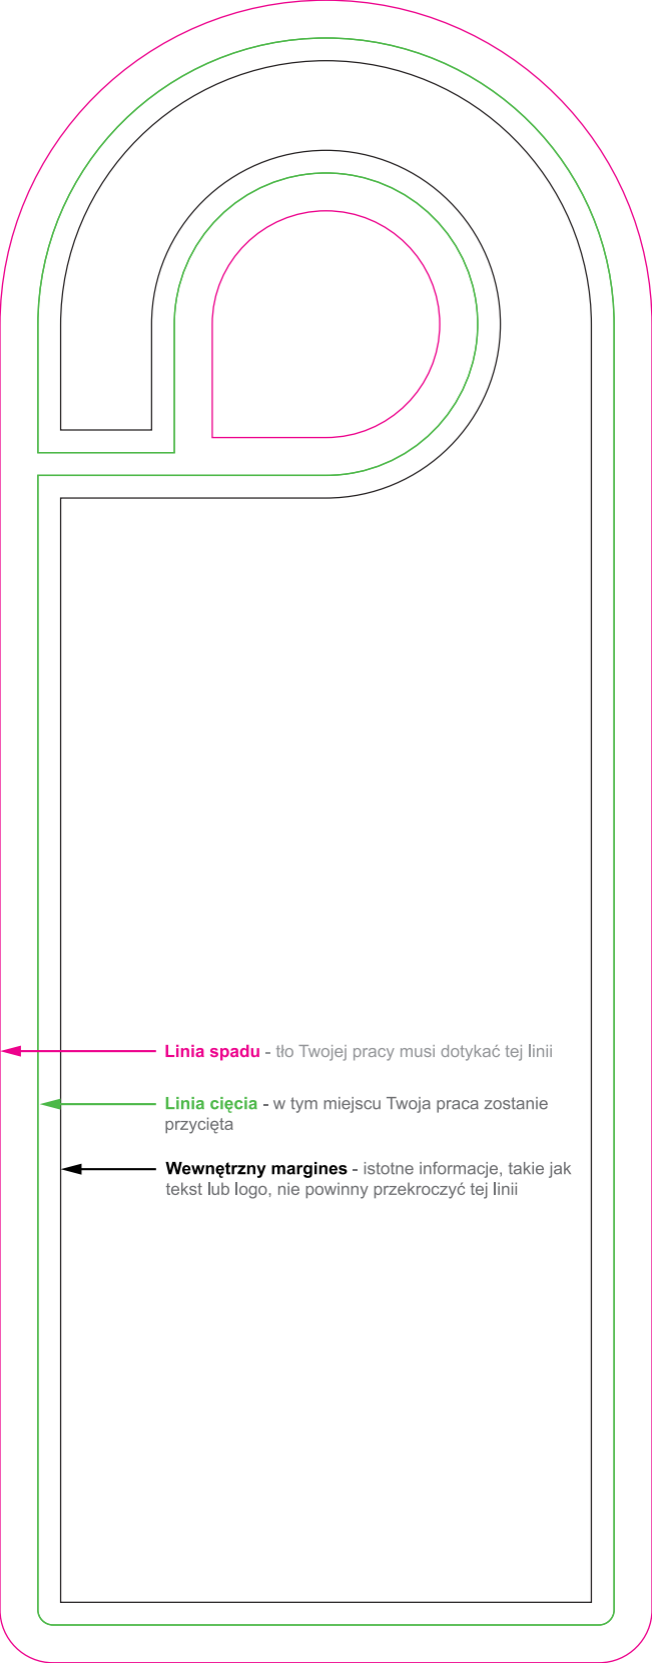 Linia spadu - tło Twojej pracy musi dotykać tej linii
Linia cięcia - w tym miejscu Twoja praca zostanie
przycięta
Wewnętrzny margines - istotne informacje, takie jak
tekst lub logo, nie powinny przekroczyć tej linii